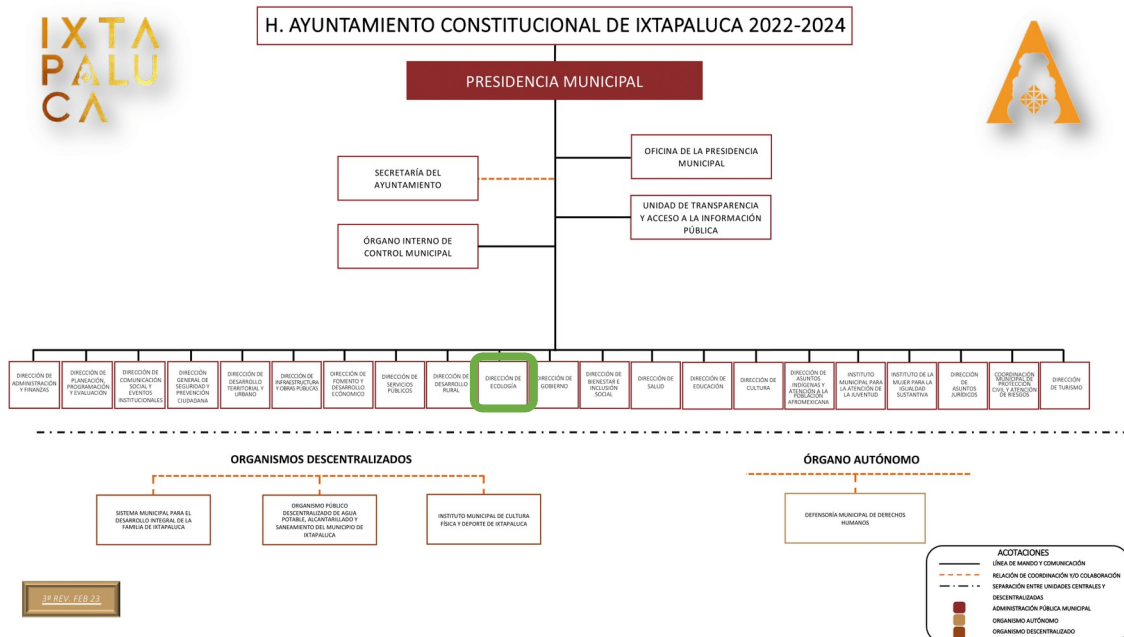 IXTA
PALU
CA
H. AYUNTAMIENTO CONSTITUCIONAL DE IXTAPALUCA 2022-2024
PRESIDENCIA MUNICIPAL
SECRETARÍA DEL
AYUNTAMIENTO
OFICINA DE LA PRESIDENCIA
MUNICIPAL
UNIDAD DE TRANSPARENCIA
Y ACCESO A LA INFORMACIÓN
PÚBLICA
ÓRGANO INTERNO DE
CONTROL MUNICIPAL
DIRECCIÓN DE
ADMINISTRACIÓN
Y FINANZAS
DIRECCIÓN DE
PLANEACIÓN,
PROGRAMACIÓN
Y EVALUACIÓN
DIRECCIÓN DE
COMUNICACIÓN
SOCIAL Y
EVENTOS
INSTITUCIONALES
DIRECCIÓN
GENERAL DE
SEGURIDAD Y
PREVENCIÓN
CIUDADANA
DIRECCIÓN DE
DESARROLLO
TERRITORIAL Y
URBANO
DIRECCIÓN DE
INFRAESTRUCTURA
Y OBRAS PÚBLICAS
DIRECCIÓN DE
FOMENTO Y
DESARROLLO
ECONÓMICO
DIRECCIÓN DE
SERVICIOS
PÚBLICOS
DIRECCIÓN DE
DESARROLLO
RURAL
DIRECCIÓN DE
ECOLOGÍA
DIRECCIÓN DE
GOBIERNO
DIRECCIÓN DE
BIENESTAR E
INCLUSIÓN
SOCIAL
DIRECCIÓN DE
SALUD
DIRECCIÓN DE
EDUCACIÓN
DIRECCIÓN DE
CULTURA
DIRECCIÓN DE
ASUNTOS
INDÍGENAS Y
ATENCIÓN A LA
POBLACIÓN
AFROMEXICANA
INSTITUTO
MUNICIPAL PARA
LA ATENCIÓN DE
LA JUVENTUD
INSTITUTO DE LA
MUJER PARA LA
IGUALDAD
SUSTANTIVA
DIRECCIÓN
DE
ASUNTOS
JURÍDICOS
COORDINACIÓN
MUNICIPAL DE
PROTECCIÓN
CIVIL Y ATENCIÓN
DE RIESGOS
DIRECCIÓN
DE TURISMO
ORGANISMOS DESCENTRALIZADOS
SISTEMA MUNICIPAL PARA EL
DESARROLLO INTEGRAL DE LA
FAMILIA DE IXTAPALUCA
ORGANISMO PÚBLICO
DESCENTRALIZADO DE AGUA
POTABLE, ALCANTARILLADO Y
SANEAMIENTO DEL MUNICIPIO DE
IXTAPALUCA
INSTITUTO MUNICIPAL DE CULTURA
FÍSICA Y DEPORTE DE IXTAPALUCA
ÓRGANO AUTÓNOMO
DEFENSORÍA MUNICIPAL DE DERECHOS
HUMANOS
3ª REV. FEB 23
ACOTACIONES
LÍNEA DE MANDO Y COMUNICACIÓN
RELACIÓN DE COORDINACIÓN Y/O COLABORACIÓN
SEPARACIÓN ENTRE UNIDADES CENTRALES Y
DESCENTRALIZADAS
ADMINISTRACIÓN PÚBLICA MUNICIPAL
ORGANISMO AUTÓNOMO
ORGANISMO DESCENTRALIZADO